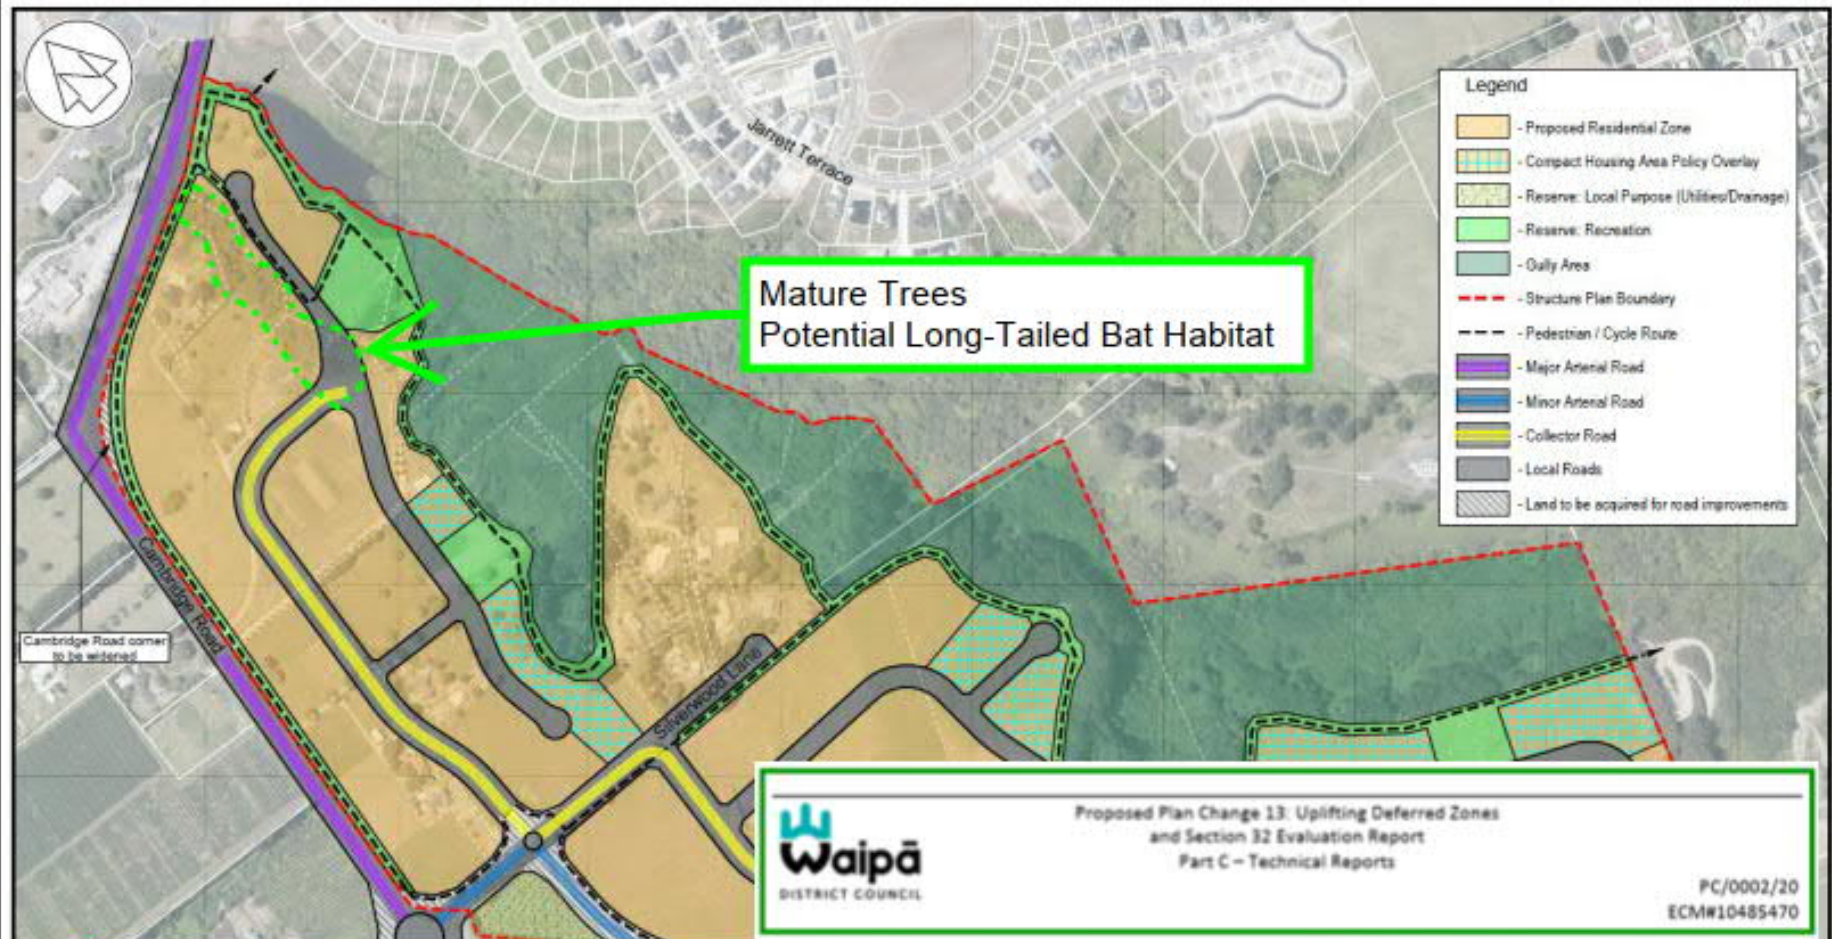 Jarrett Terrace
Legend
- Proposed Residential Zone
- Compact Housing Area Policy Overlay
- Reserve: Local Purpose (Utilities/Drainage)
- Reserve: Recreation
- Gully Area
- Structure Plan Boundary
- Pedestrian / Cycle Route
- Major Arterial Road
- Minor Arterial Road
- Collector Road
- Local Roads
- Land to be acquired for road improvements
Mature Trees
Potential Long-Tailed Bat Habitat
Cambridge Road
Cambridge Road corner
to be widened
Silverwood Lane
Waipā
DISTRICT COUNCIL
Proposed Plan Change 13: Uplifting Deferred Zones
and Section 32 Evaluation Report
Part C – Technical Reports
PC/0002/20
ECM#10485470